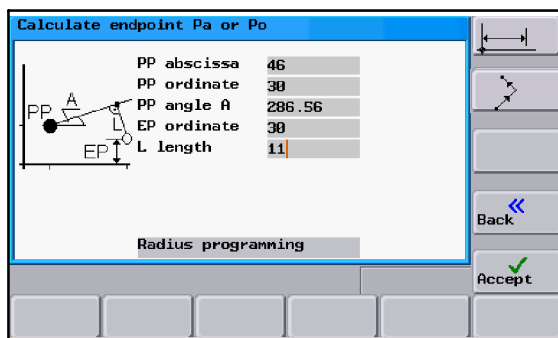 Calculate endpoint Pa or Po
PP abscissa 46
PP ordinate 30
PP angle A 286.56
EP ordinate 30
L length 11
PP A L EP
Radius programming
Back
Accept